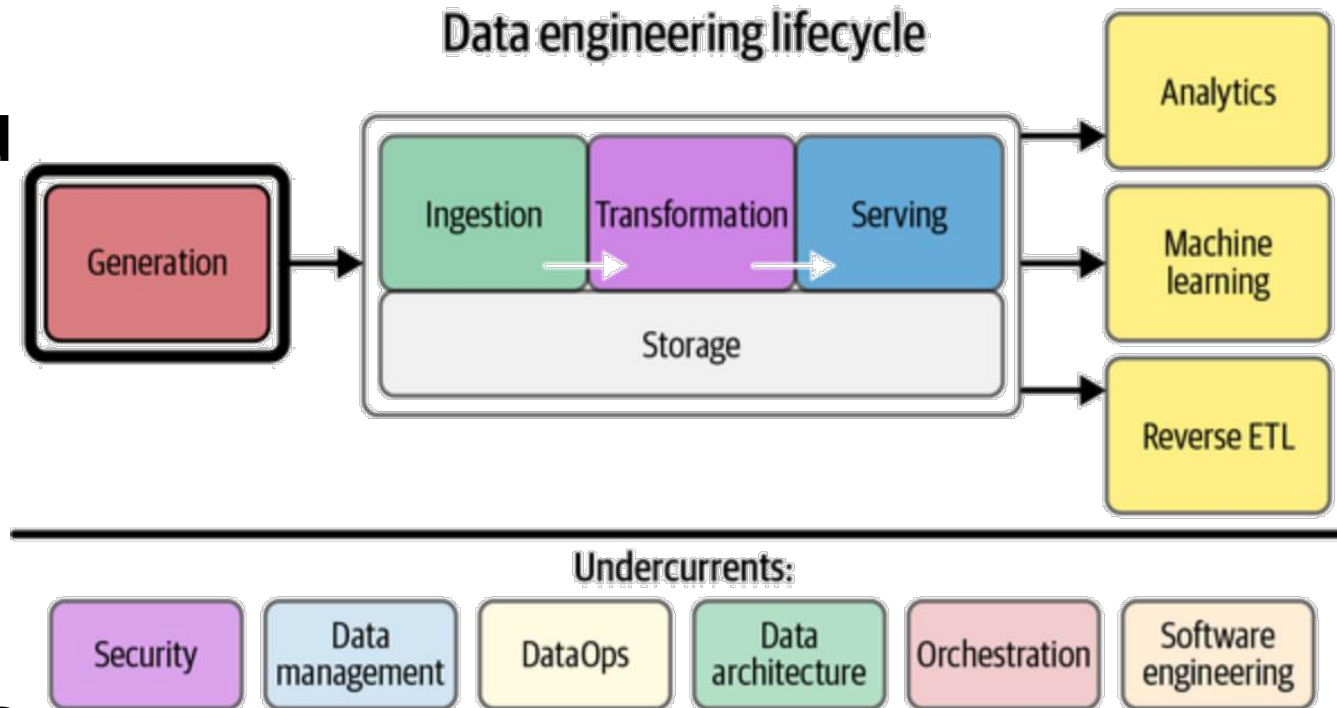 Data engineering lifecycle
Generation
Ingestion
Transformation
Serving
Storage
Analytics
Machine
learning
Reverse ETL
Undercurrents:
Security
Data
management
DataOps
Data
architecture
Orchestration
Software
engineering